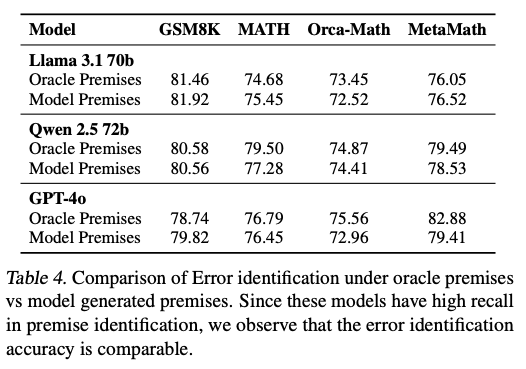 Model GSM8K MATH Orca-Math MetaMath
Llama 3.1 70b
Oracle Premises 81.46 74.68 73.45 76.05
Model Premises 81.92 75.45 72.52 76.52
Qwen 2.5 72b
Oracle Premises 80.58 79.50 74.87 79.49
Model Premises 80.56 77.28 74.41 78.53
GPT-4o
Oracle Premises 78.74 76.79 75.56 82.88
Model Premises 79.82 76.45 72.96 79.41
Table 4. Comparison of Error identification under oracle premises
vs model generated premises. Since these models have high recall
in premise identification, we observe that the error identification
accuracy is comparable.